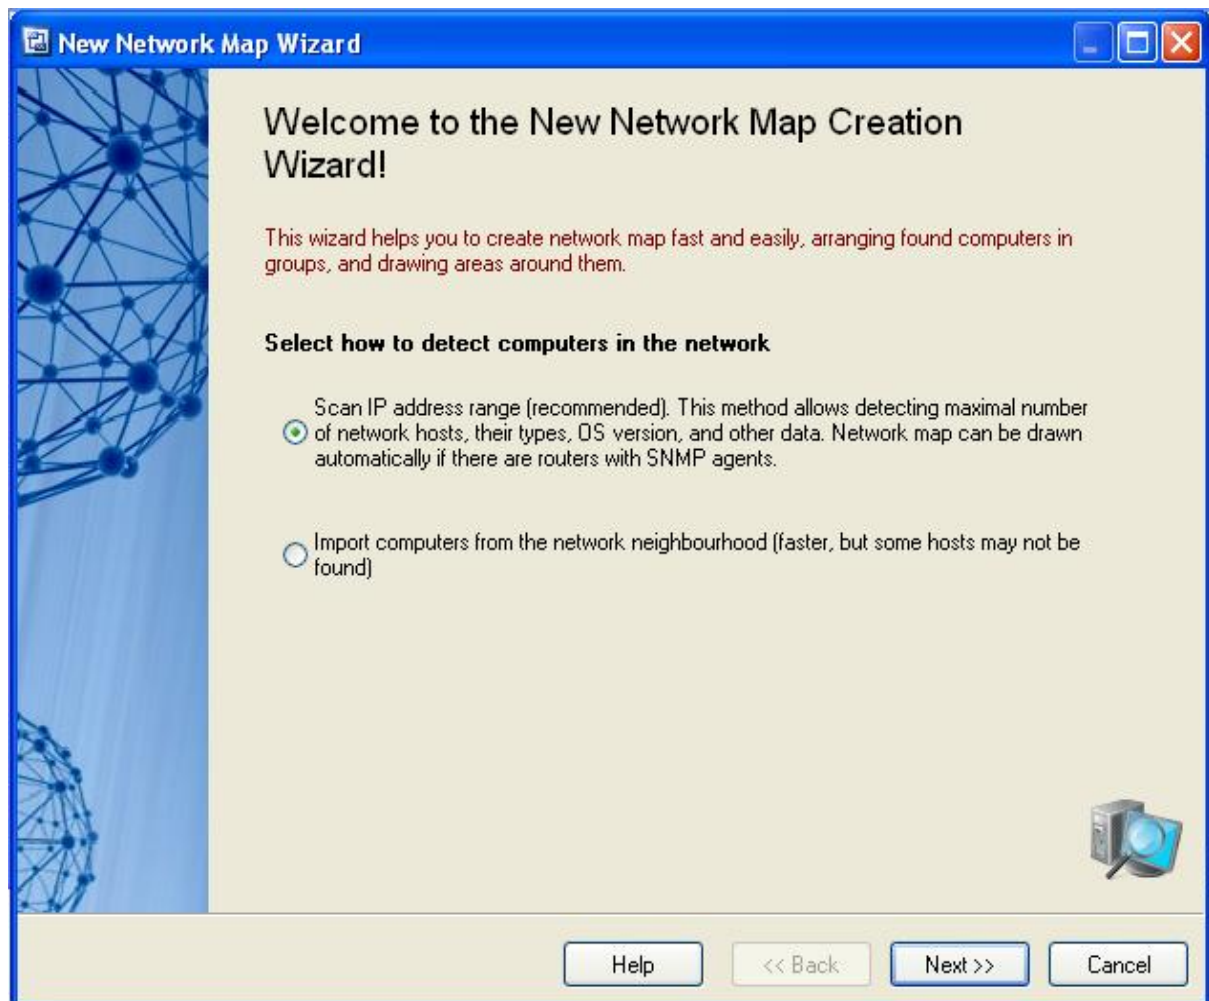 New Network Map Wizard
Welcome to the New Network Map Creation
Wizard!
This wizard helps you to create network map fast and easily, arranging found computers in
groups, and drawing areas around them.
Select how to detect computers in the network
Scan IP address range (recommended). This method allows detecting maximal number
of network hosts, their types, OS version, and other data. Network map can be drawn
automatically if there are routers with SNMP agents.
Import computers from the network neighbourhood (faster, but some hosts may not be
found)
Help
<< Back
Next >>
Cancel